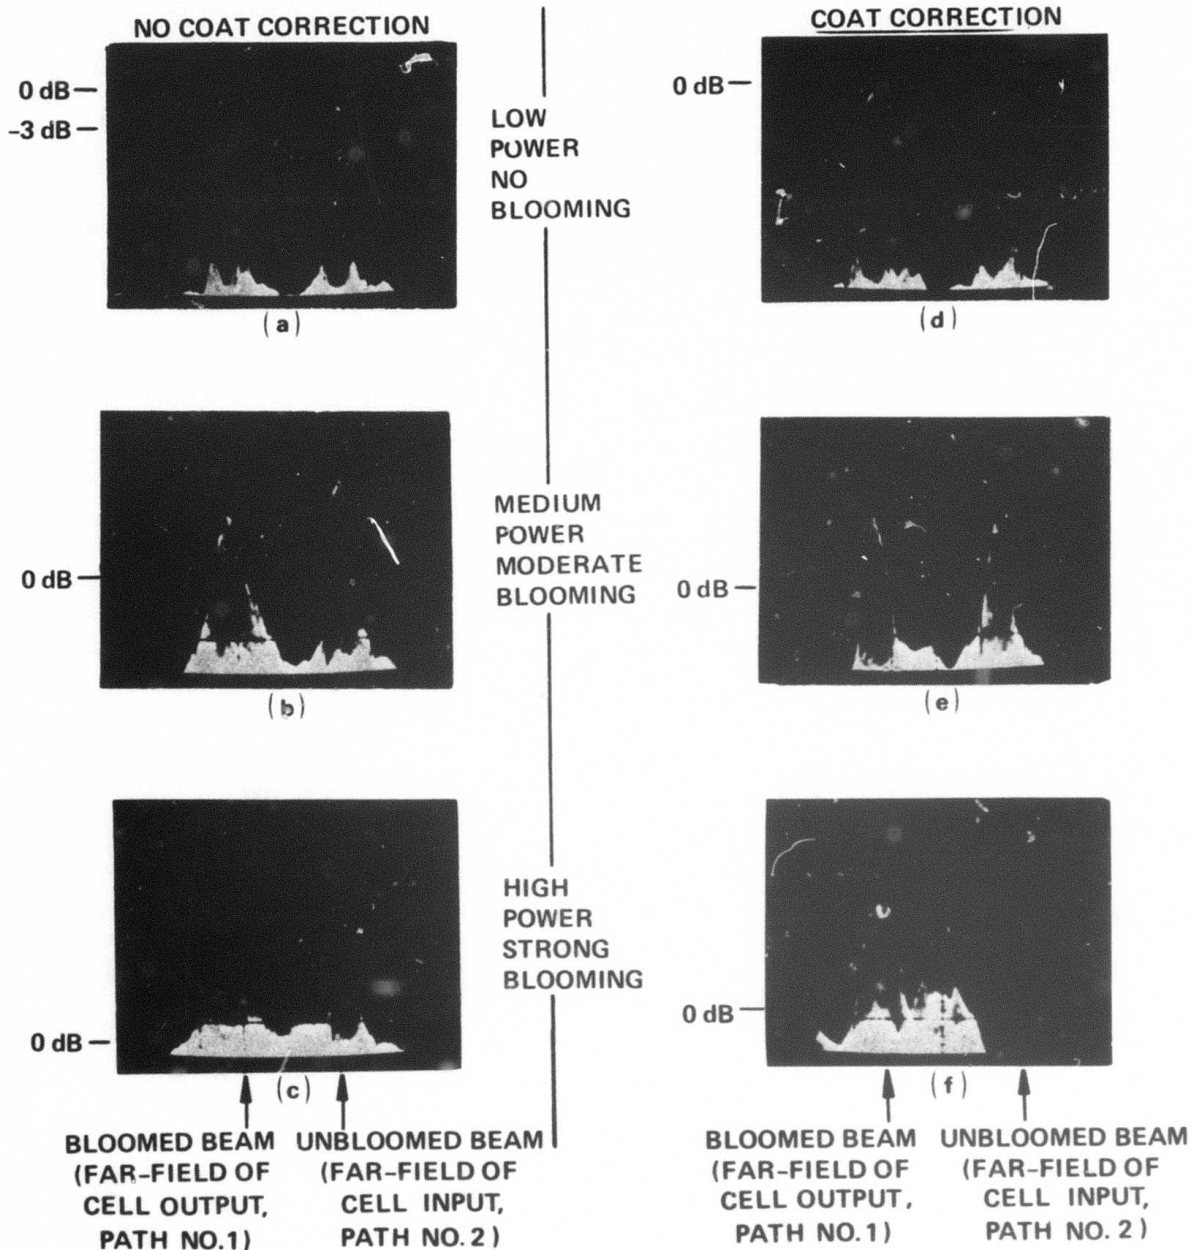 NO COAT CORRECTION
COAT CORRECTION
0 dB
-3 dB
0 dB
LOW
POWER
NO
BLOOMING
(a)
(d)
0 dB
MEDIUM
POWER
MODERATE
BLOOMING
0 dB
(b)
(e)
0 dB
HIGH
POWER
STRONG
BLOOMING
0 dB
(c)
(f)
BLOOMED BEAM
(FAR-FIELD OF
CELL OUTPUT,
PATH NO.1)
UNBLOOMED BEAM
(FAR-FIELD OF
CELL INPUT,
PATH NO. 2)
BLOOMED BEAM
(FAR-FIELD OF
CELL OUTPUT,
PATH NO.1)
UNBLOOMED BEAM
(FAR-FIELD OF
CELL INPUT,
PATH NO. 2)